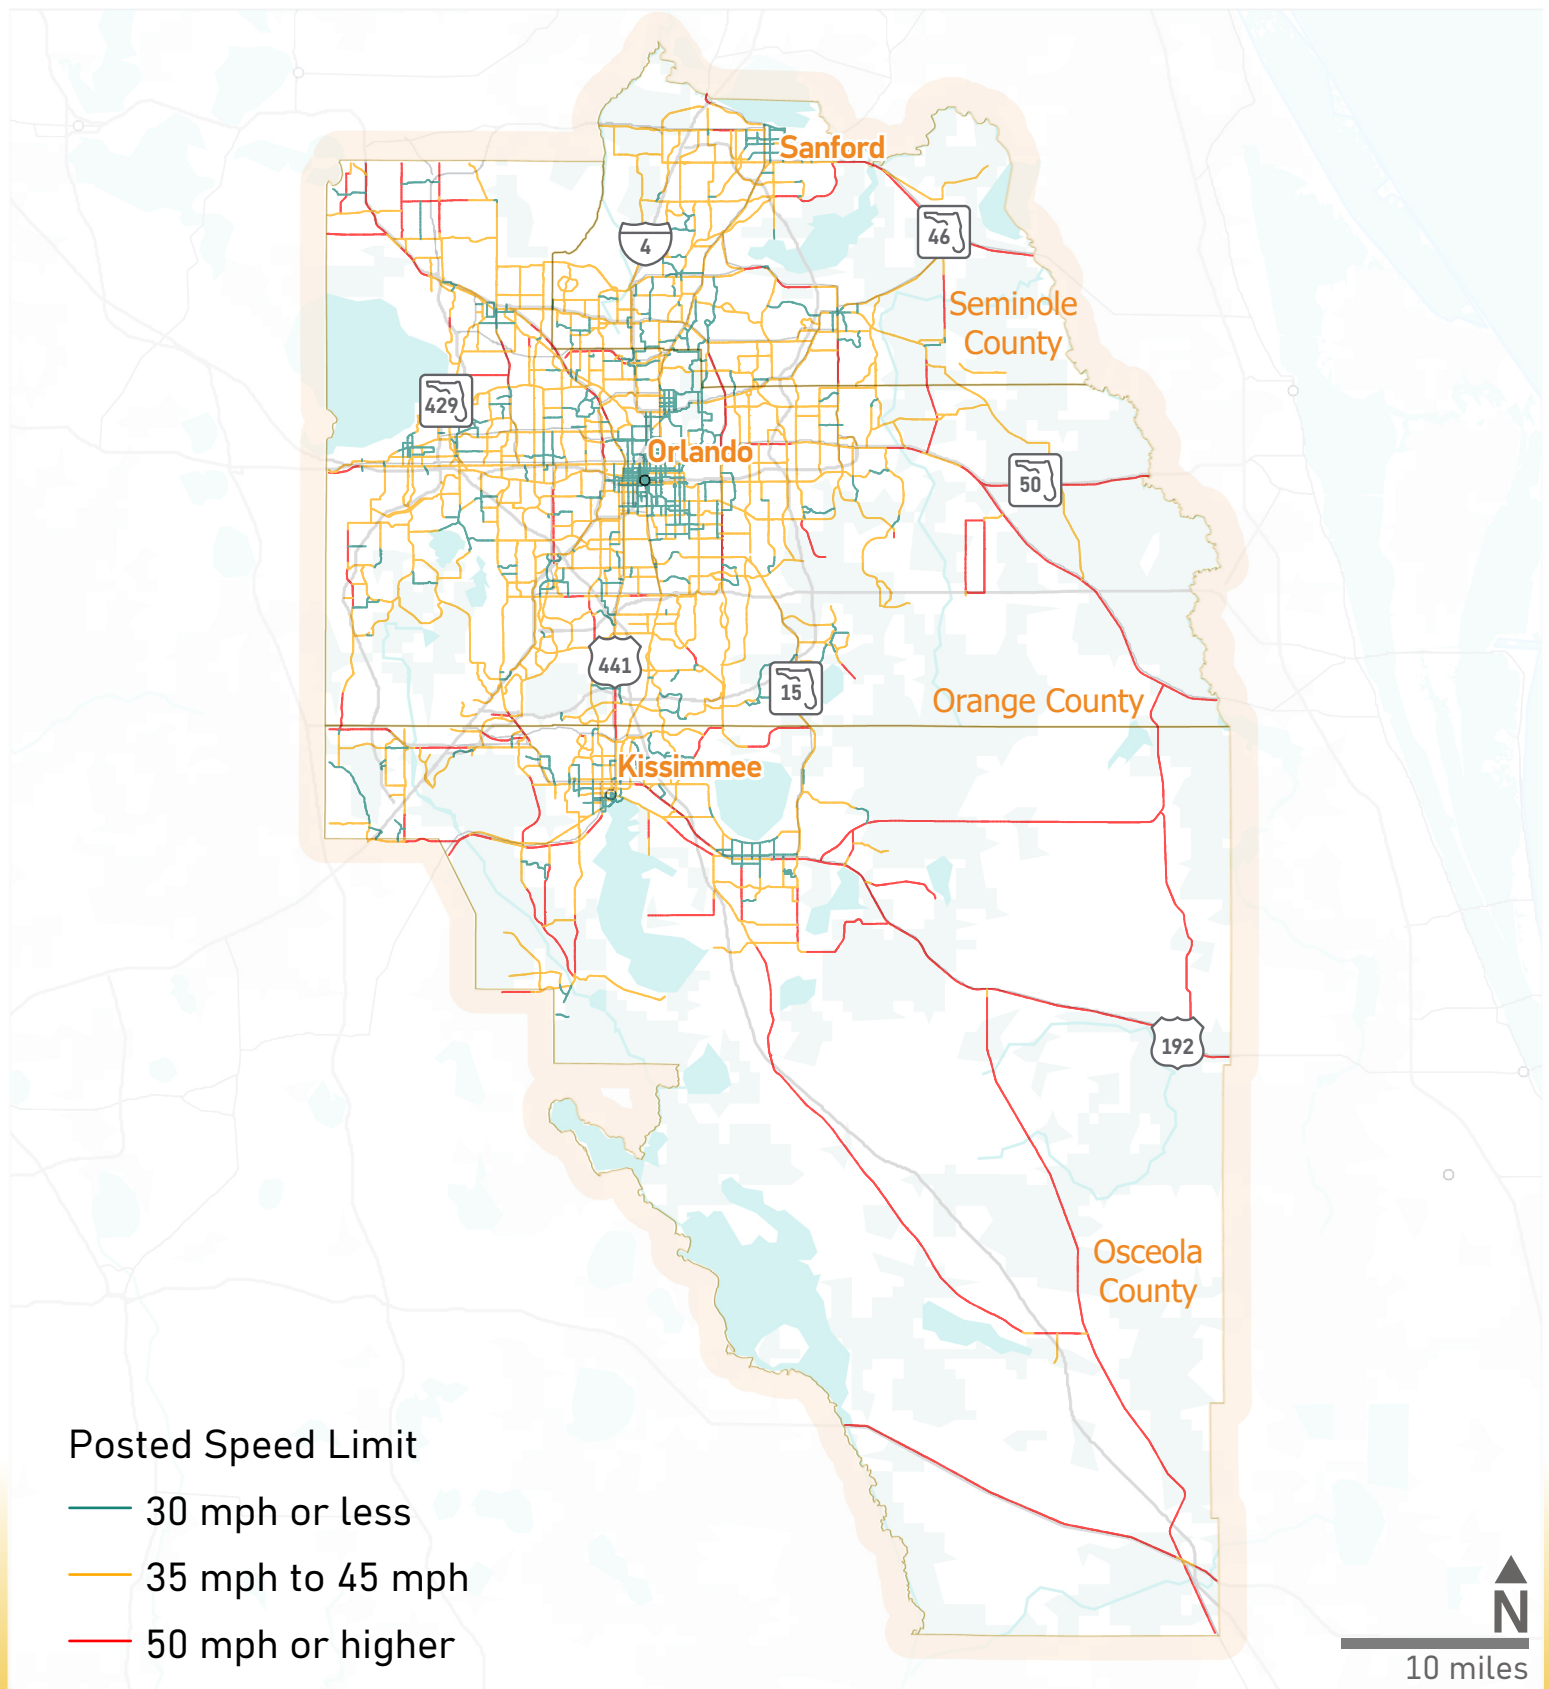 Sanford
4
46
Seminole
County
429
Orlando
50
441
15
Orange County
Kissimmee
192
Osceola
County
Posted Speed Limit
30 mph or less
35 mph to 45 mph
50 mph or higher
N
10 miles